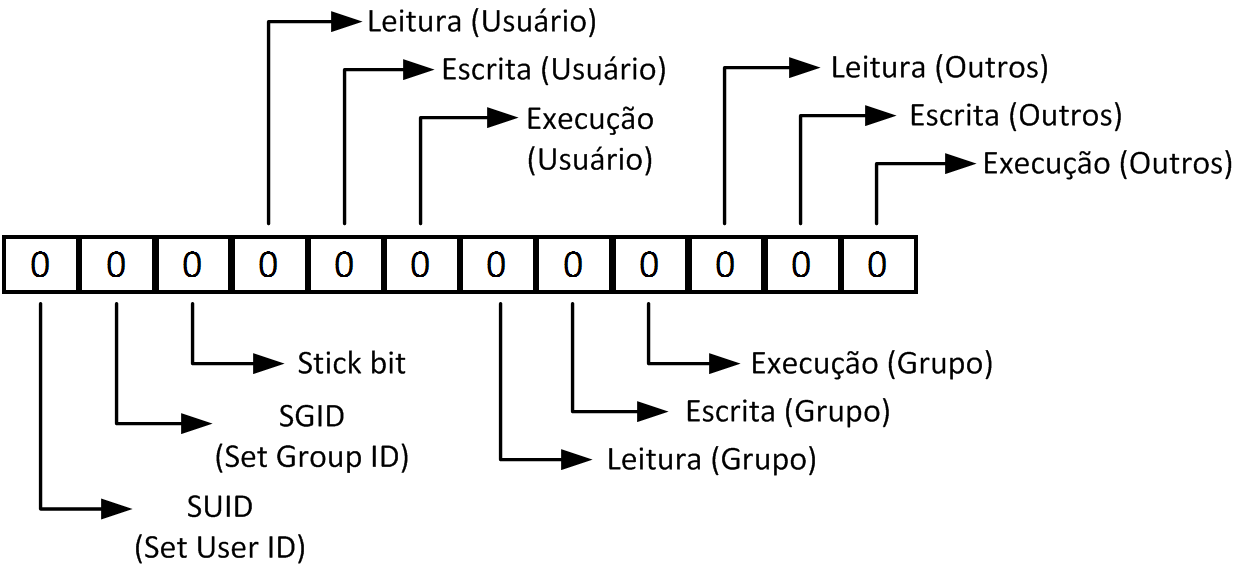 Leitura (Usuário)
Escrita (Usuário)
Execução
(Usuário)
Leitura (Outros)
Escrita (Outros)
Execução (Outros)
0 0 0 0 0 0 0 0 0 0 0 0
Stick bit
SGID
(Set Group ID)
SUID
(Set User ID)
Execução (Grupo)
Escrita (Grupo)
Leitura (Grupo)